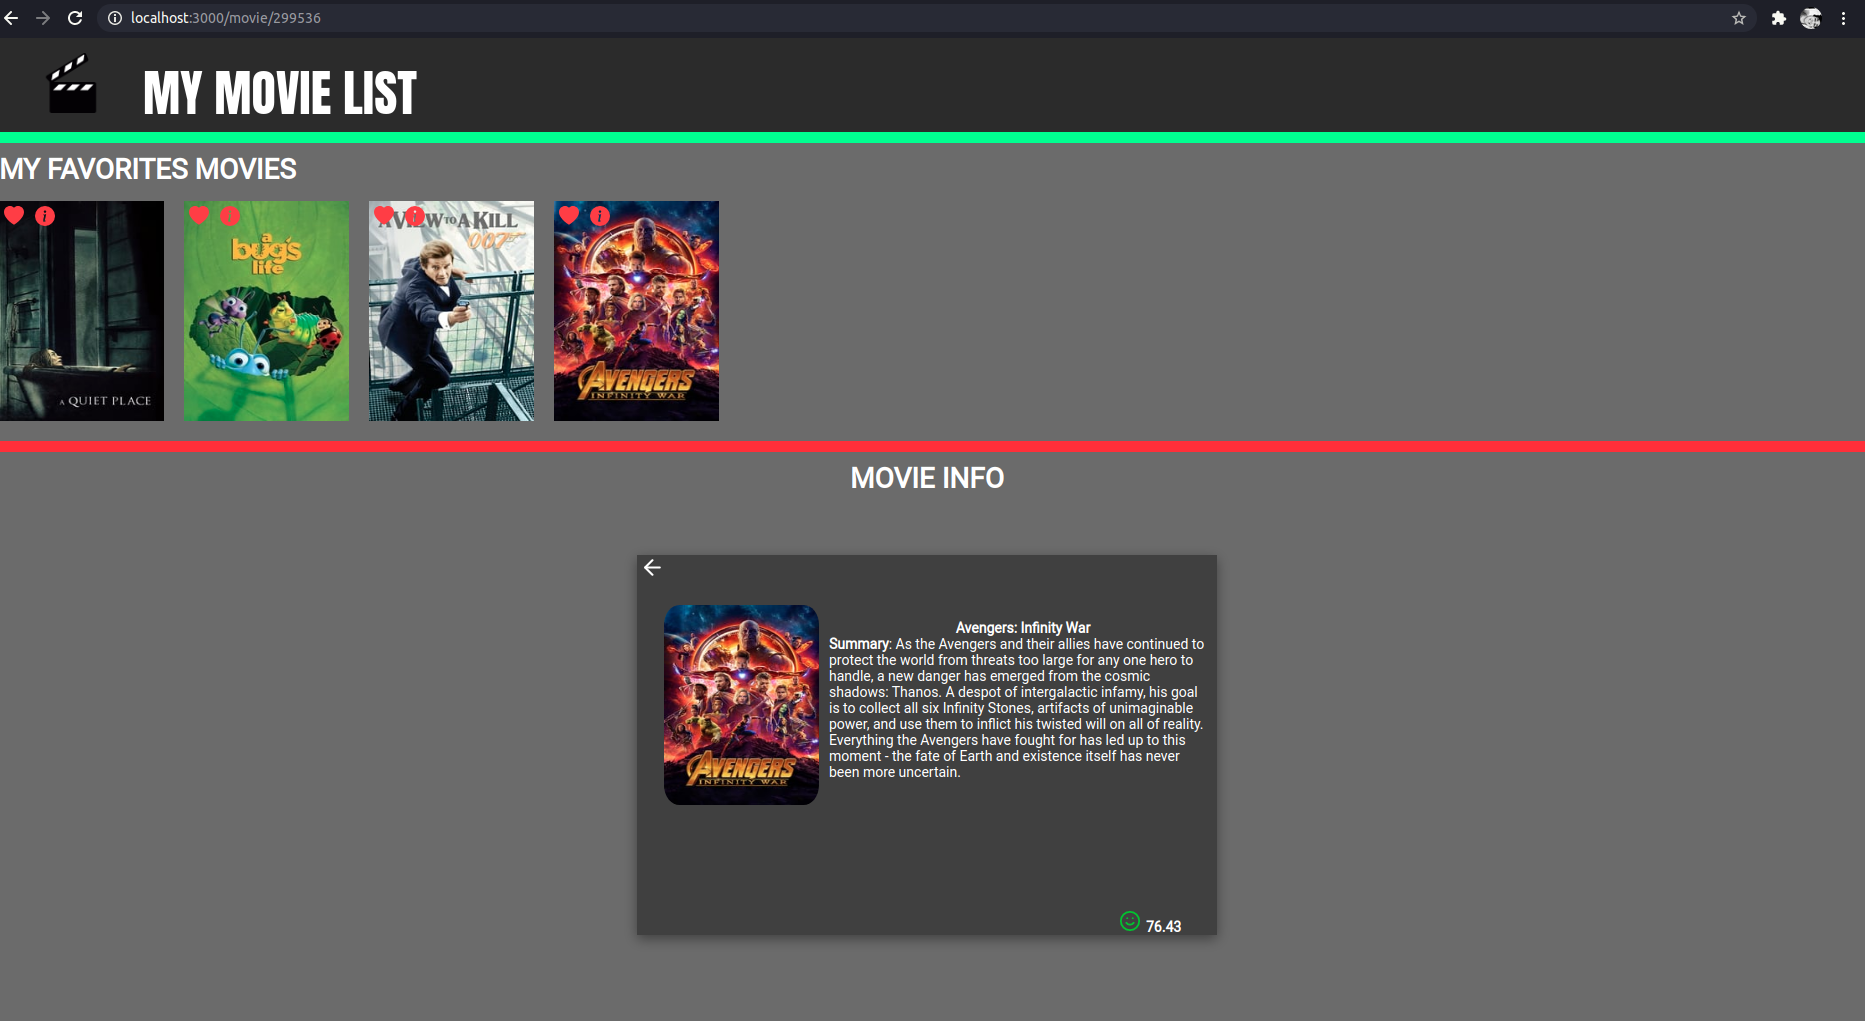 localhost:3000/movie/299536
MY MOVIE LIST
MY FAVORITES MOVIES
A QUIET PLACE
a
bug's
life
A VIEW TO A KILL
007
AVENGERS
INFINITY WAR
MOVIE INFO
Avengers: Infinity War
Summary: As the Avengers and their allies have continued to
protect the world from threats too large for any one hero to
handle, a new danger has emerged from the cosmic
shadows: Thanos. A despot of intergalactic infamy, his goal
is to collect all six Infinity Stones, artifacts of unimaginable
power, and use them to inflict his twisted will on all of reality.
Everything the Avengers have fought for has led up to this
moment - the fate of Earth and existence itself has never
been more uncertain.
AVENGERS
INFINITY WAR
76.43